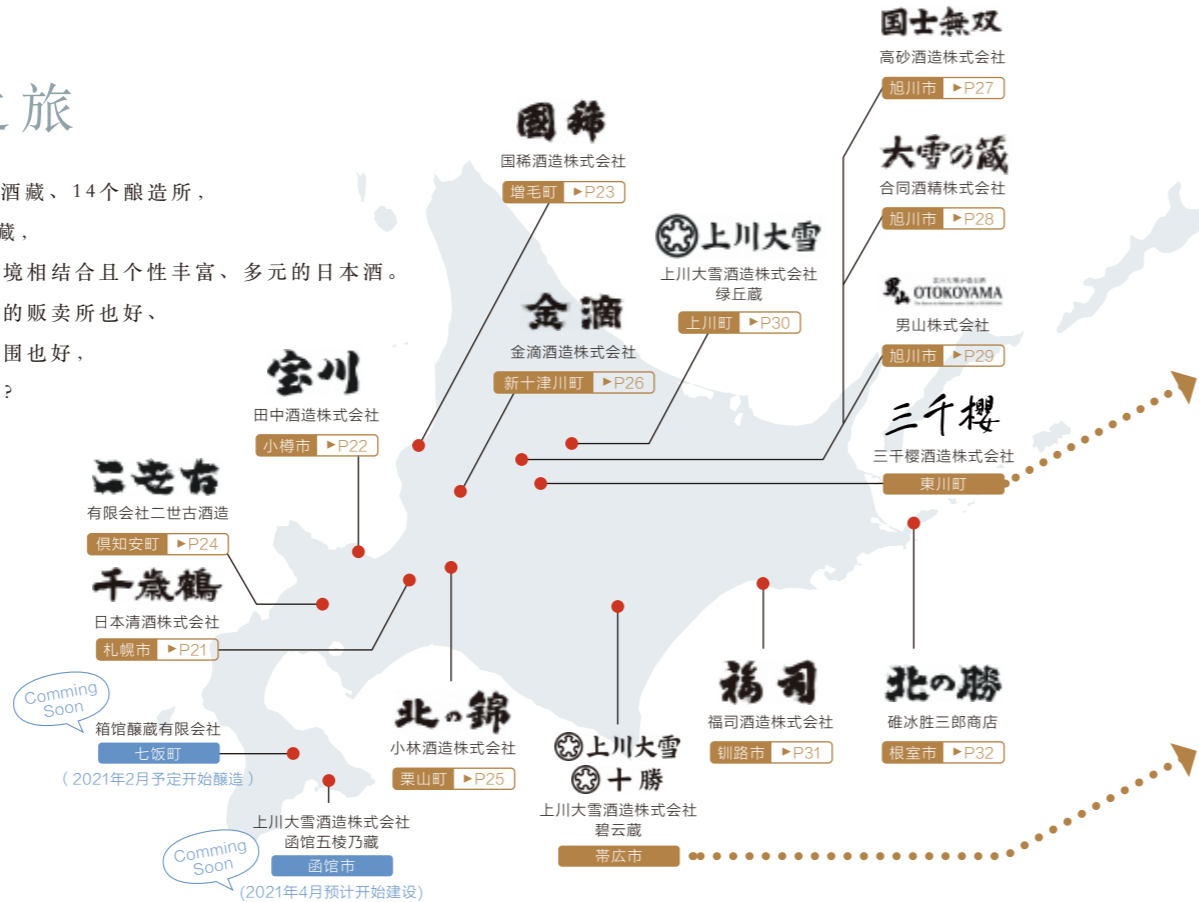 之旅
酒藏、14个酿造所，
藏，
境相结合且个性丰富、多元的日本酒。
的贩卖所也好、
围也好，
？
国士無双
高砂酒造株式会社
旭川市 ▶P27
大雪乃蔵
合同酒精株式会社
旭川市 ▶P28
男山 OTOKOYAMA
男山株式会社
旭川市 ▶P29
三千櫻
三千樱酒造株式会社
東川町
國稀
国稀酒造株式会社
増毛町 ▶P23
上川大雪
上川大雪酒造株式会社
绿丘蔵
上川町 ▶P30
金滴
金滴酒造株式会社
新十津川町 ▶P26
宝川
田中酒造株式会社
小樽市 ▶P22
二世古
有限会社二世古酒造
倶知安町 ▶P24
千歳鶴
日本清酒株式会社
札幌市 ▶P21
Comming
Soon
箱馆醸蔵有限会社
七饭町
（ 2021年2月予定开始醸造 ）
上川大雪酒造株式会社
函馆五棱乃藏
Comming
Soon
函馆市
(2021年4月预计开始建设)
北の錦
小林酒造株式会社
栗山町 ▶P25
上川大雪
十勝
上川大雪酒造株式会社
碧云蔵
帯広市
福司
福司酒造株式会社
钏路市 ▶P31
北の勝
碓冰胜三郎商店
根室市 ▶P32